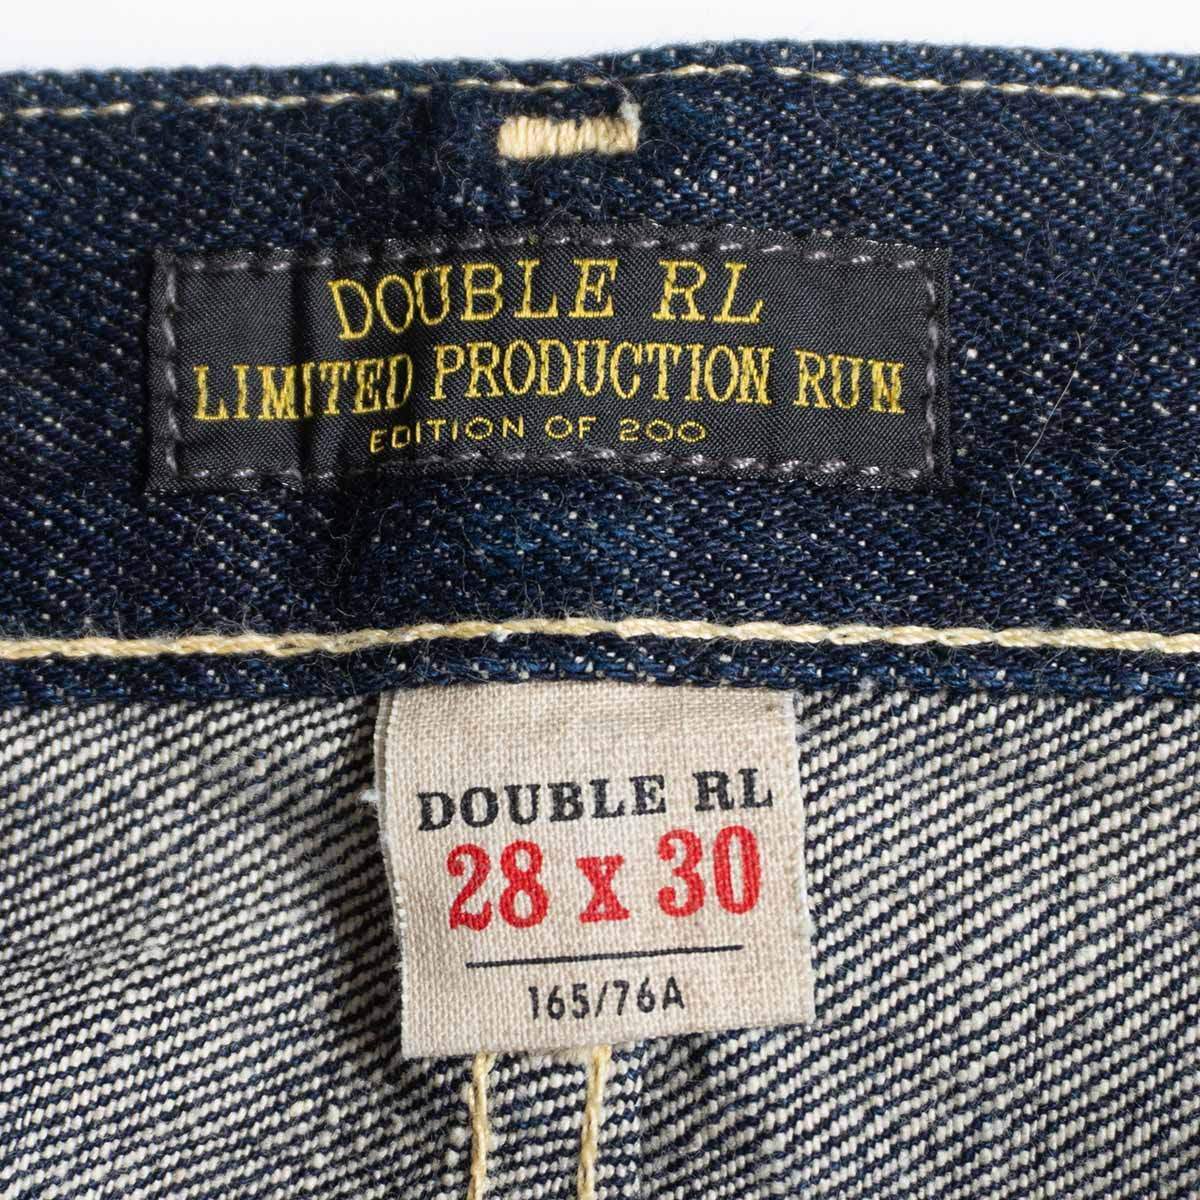 DOUBLE RL
LIMITED PRODUCTION RUN
EDITION OF 200
DOUBLE RL
28 x 30
165/76A